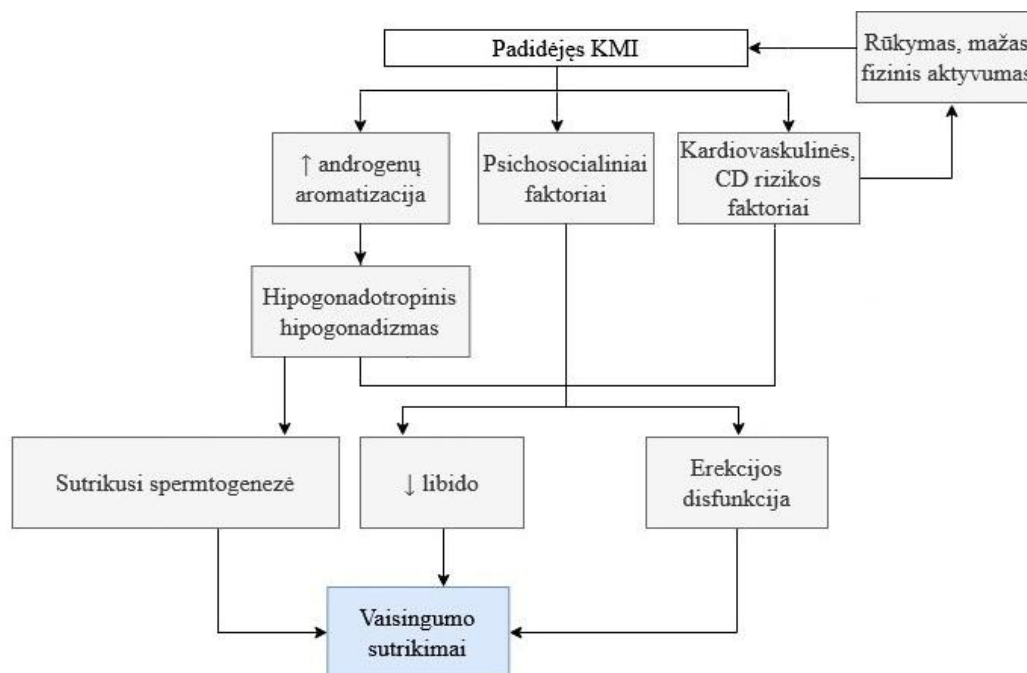 Padidėjęs KMI
Rūkymas, mažas
fizinis aktyvumas
↑ androgenų
aromatizacija
Psichosocialiniai
faktoriai
Kardiovaskulinės,
CD rizikos
faktoriai
Hipogonadotropinis
hipogonadizmas
Sutrikusi spermtogenezė
↓ libido
Erekcijos
disfunkcija
Vaisingumo
sutrikimai